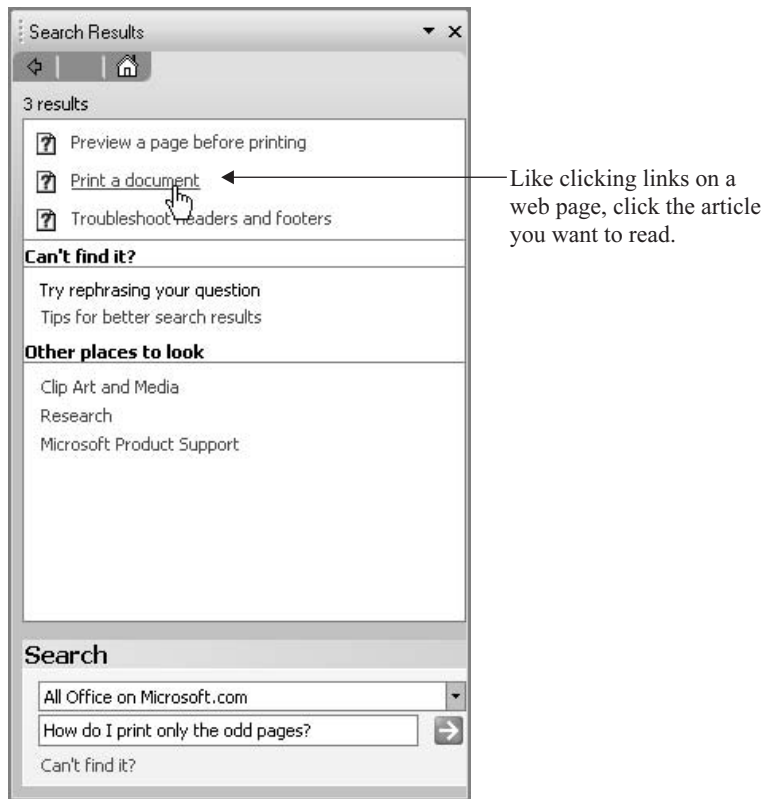 Search Results
3 results
Preview a page before printing
Print a document
Like clicking links on a
web page, click the article
you want to read.
Troubleshoot headers and footers
Can't find it?
Try rephrasing your question
Tips for better search results
Other places to look
Clip Art and Media
Research
Microsoft Product Support
Search
All Office on Microsoft.com
How do I print only the odd pages?
Can't find it?